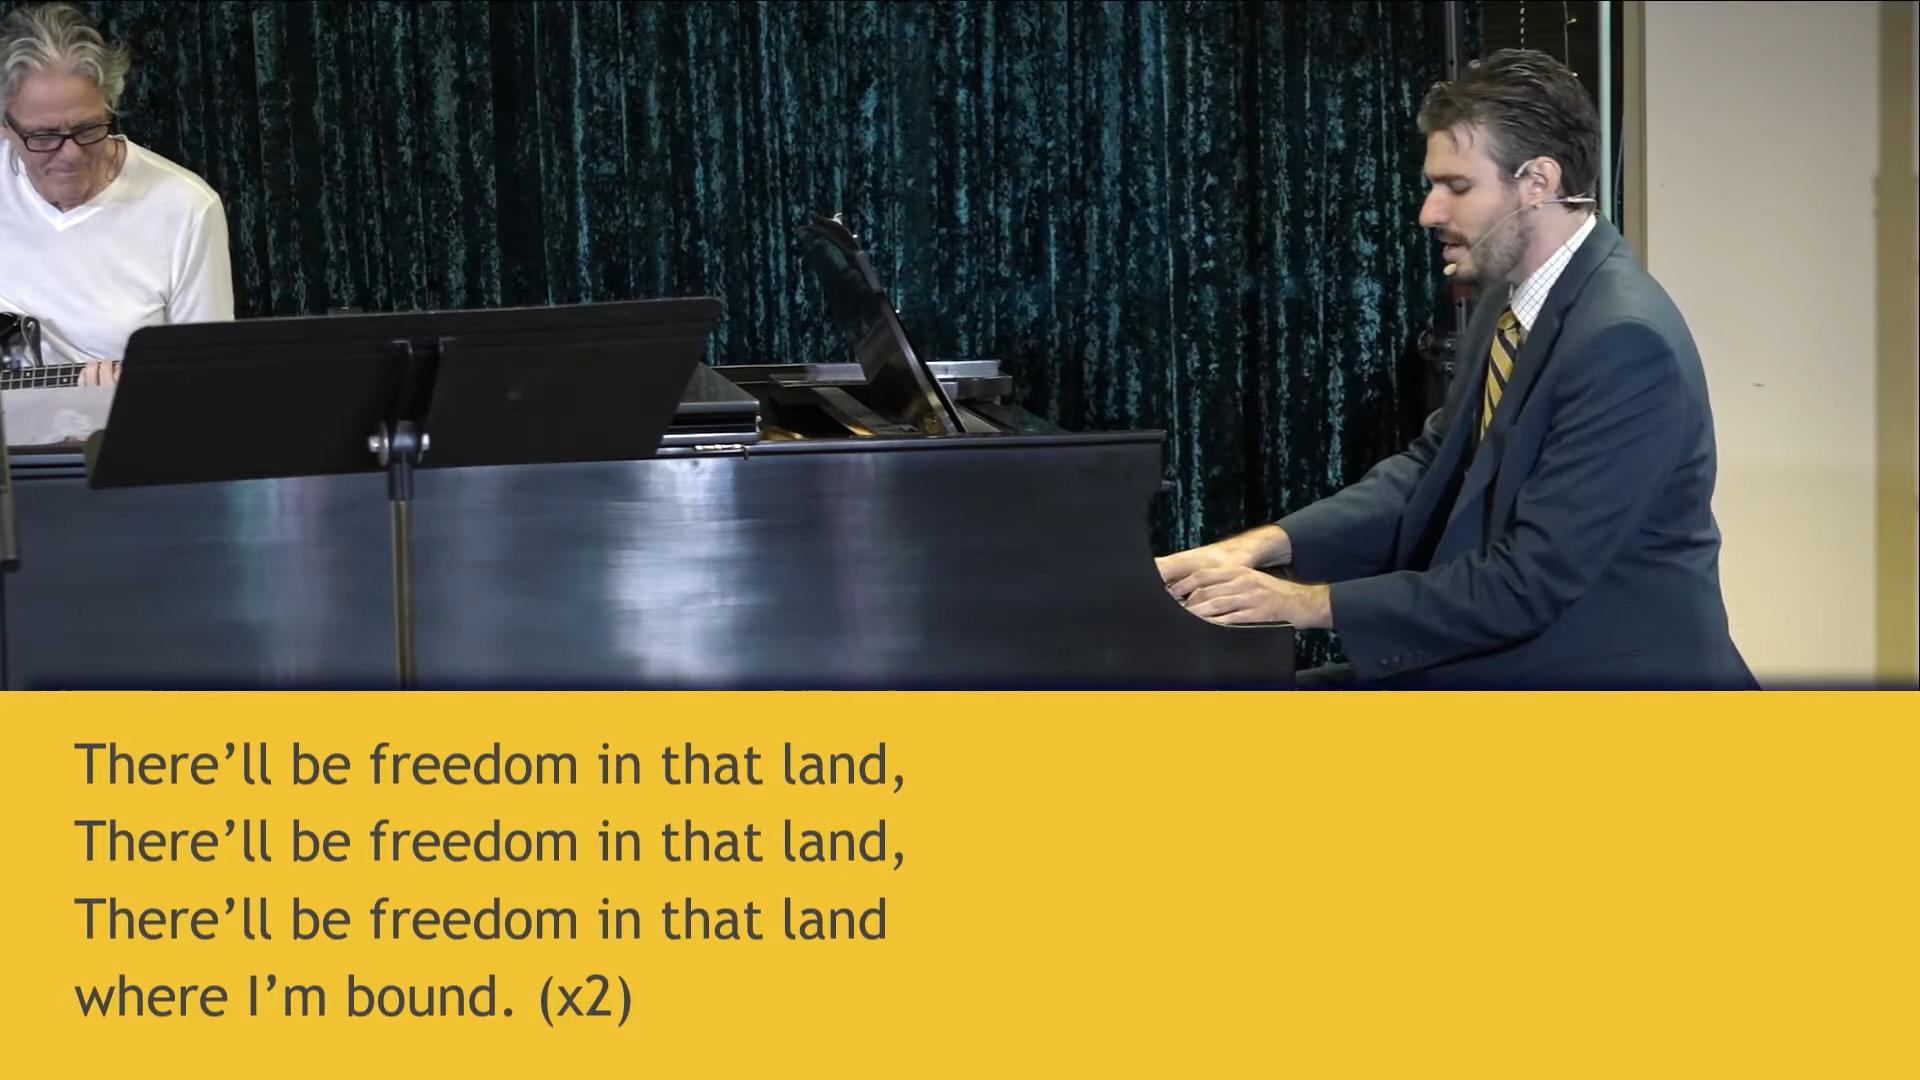 There’ll be freedom in that land,
There’ll be freedom in that land,
There’ll be freedom in that land
where I’m bound. (x2)